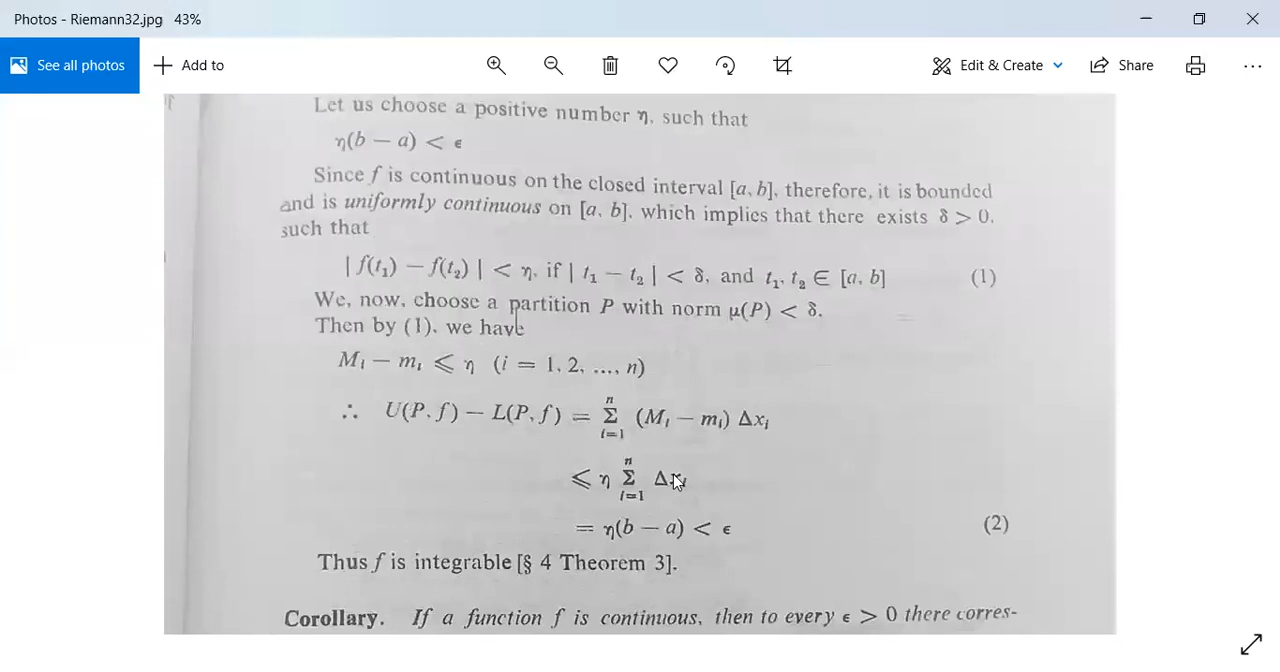 Photos - Riemann32.jpg 43%
See all photos
Add to
Edit & Create
Share
Let us choose a positive number η, such that
η(b − a) < ϵ
Since f is continuous on the closed interval [a, b], therefore, it is bounded
and is uniformly continuous on [a, b], which implies that there exists δ > 0,
such that
| f(t₁) − f(t₂) | < η, if | t₁ − t₂ | < δ, and t₁, t₂ ∈ [a, b] (1)
We, now, choose a partition P with norm μ(P) < δ.
Then by (1), we have
Mᵢ − mᵢ ⩽ η (i = 1, 2, ..., n)
∴ U(P, f) − L(P, f) = Σᵢ₌₁ⁿ (Mᵢ − mᵢ) Δxᵢ
⩽ η Σᵢ₌₁ⁿ Δxᵢ
= η(b − a) < ϵ (2)
Thus f is integrable [§ 4 Theorem 3].
Corollary. If a function f is continuous, then to every ϵ > 0 there corres-